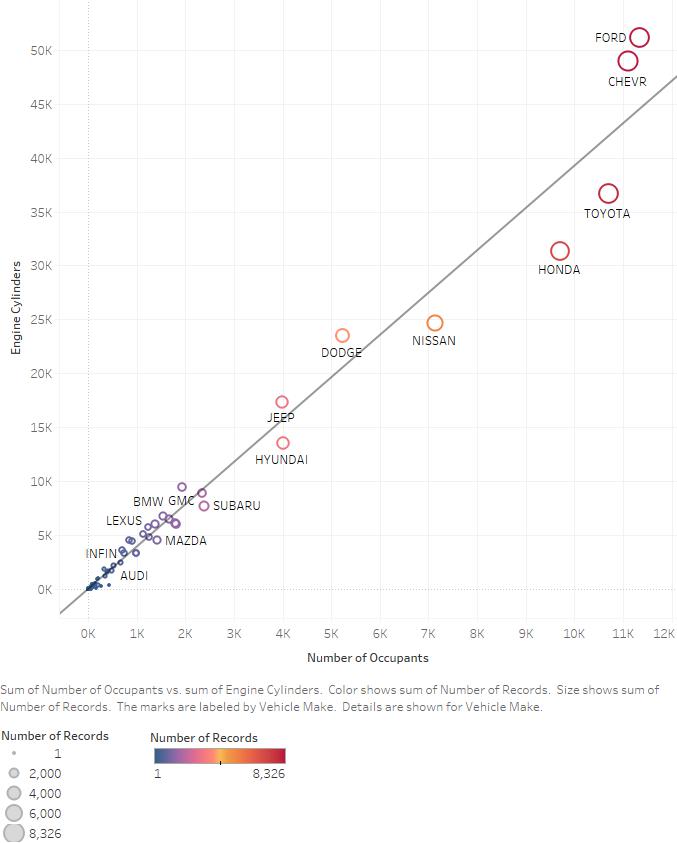 50K
45K
40K
35K
30K
25K
20K
15K
10K
5K
0K
Engine Cylinders
FORD
CHEVR
TOYOTA
HONDA
NISSAN
DODGE
JEEP
HYUNDAI
BMW GMC
SUBARU
LEXUS
MAZDA
INFIN
AUDI
0K 1K 2K 3K 4K 5K 6K 7K 8K 9K 10K 11K 12K
Number of Occupants
Sum of Number of Occupants vs. sum of Engine Cylinders. Color shows sum of Number of Records. Size shows sum of
Number of Records. The marks are labeled by Vehicle Make. Details are shown for Vehicle Make.
Number of Records
1
2,000
4,000
6,000
8,326
Number of Records
1 8,326